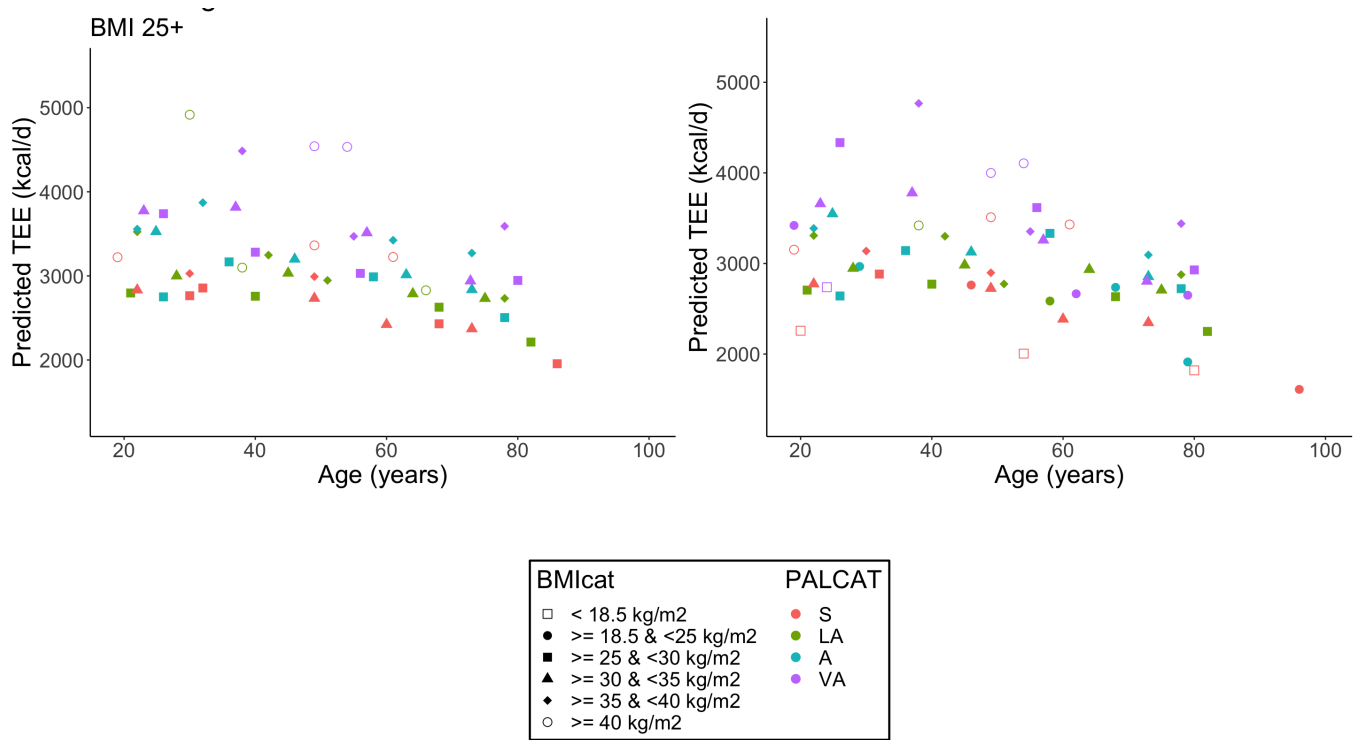 BMI 25+
Predicted TEE (kcal/d)
5000
4000
3000
2000
20 40 60 80 100
Age (years)
Predicted TEE (kcal/d)
5000
4000
3000
2000
20 40 60 80 100
Age (years)
BMIcat
< 18.5 kg/m2
>= 18.5 & <25 kg/m2
>= 25 & <30 kg/m2
>= 30 & <35 kg/m2
>= 35 & <40 kg/m2
>= 40 kg/m2
PALCAT
S
LA
A
VA